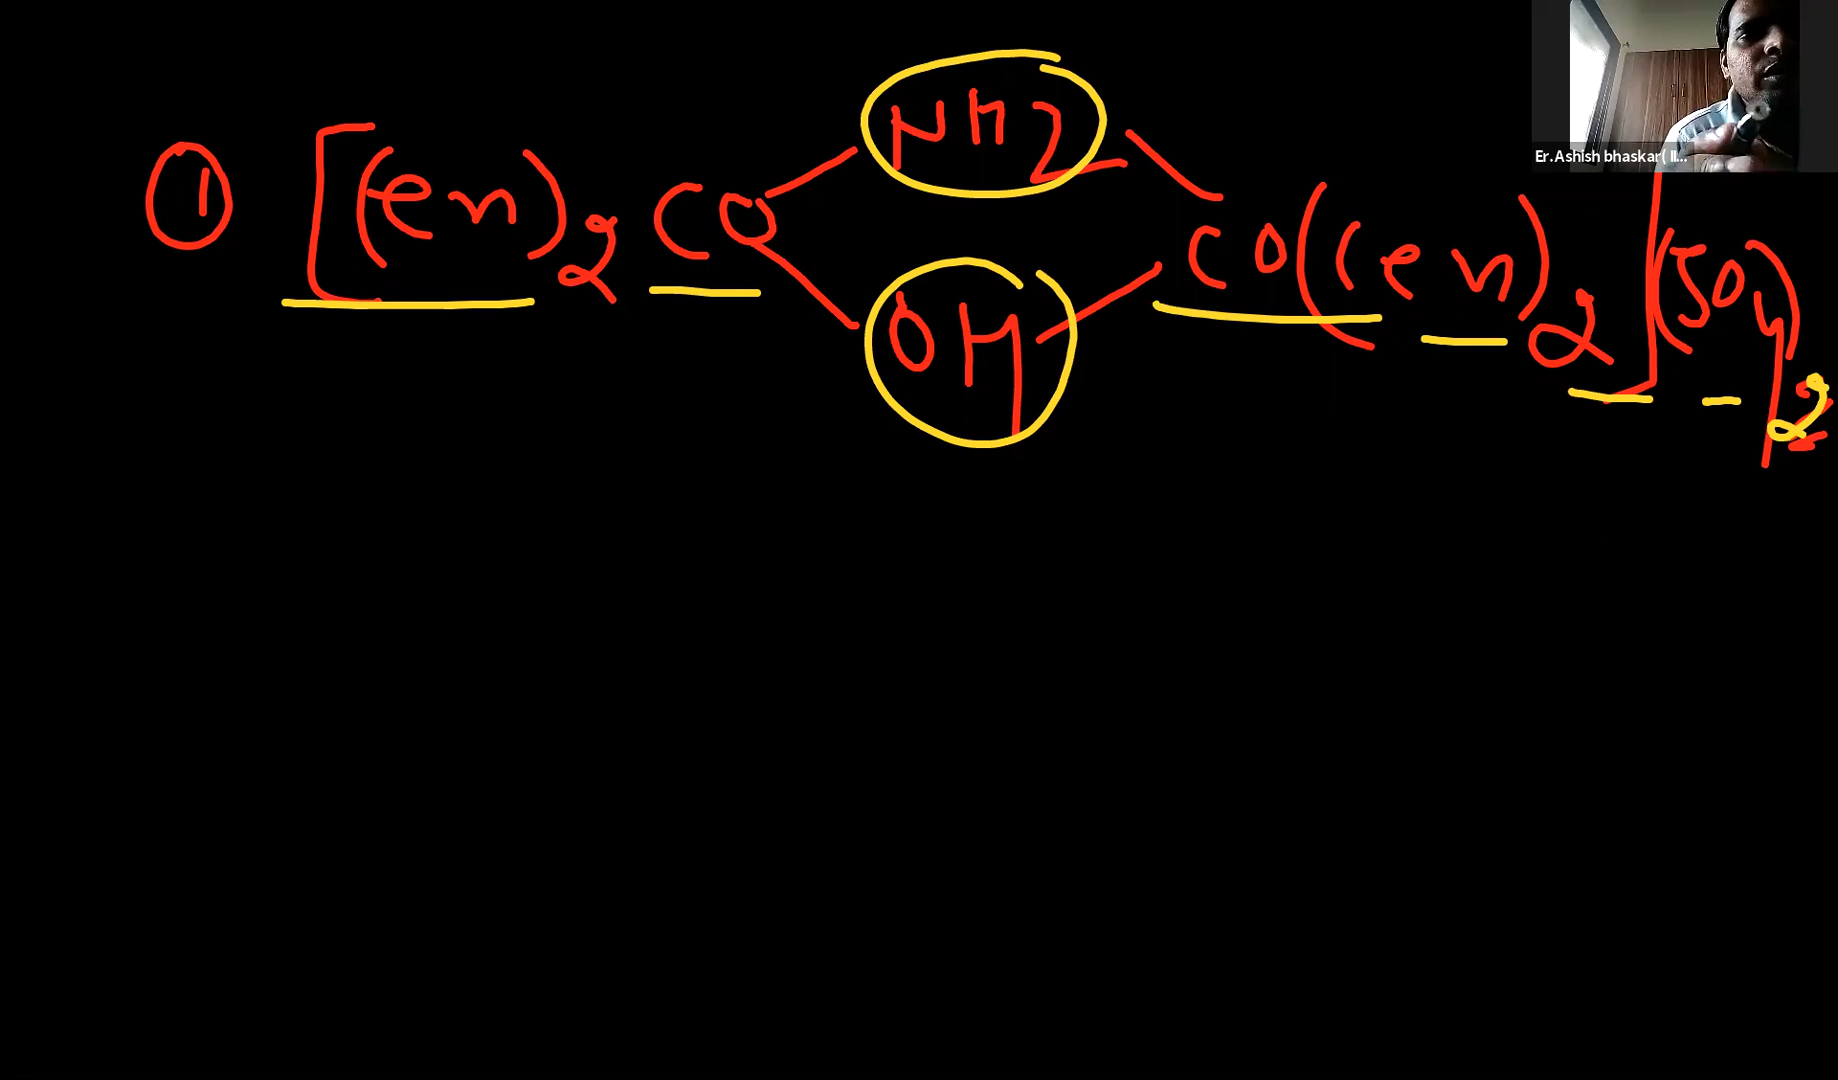 Er.Ashish bhaskar( II...
NH2
① [(en)2 CO CO((en)2](SO4)2
OH